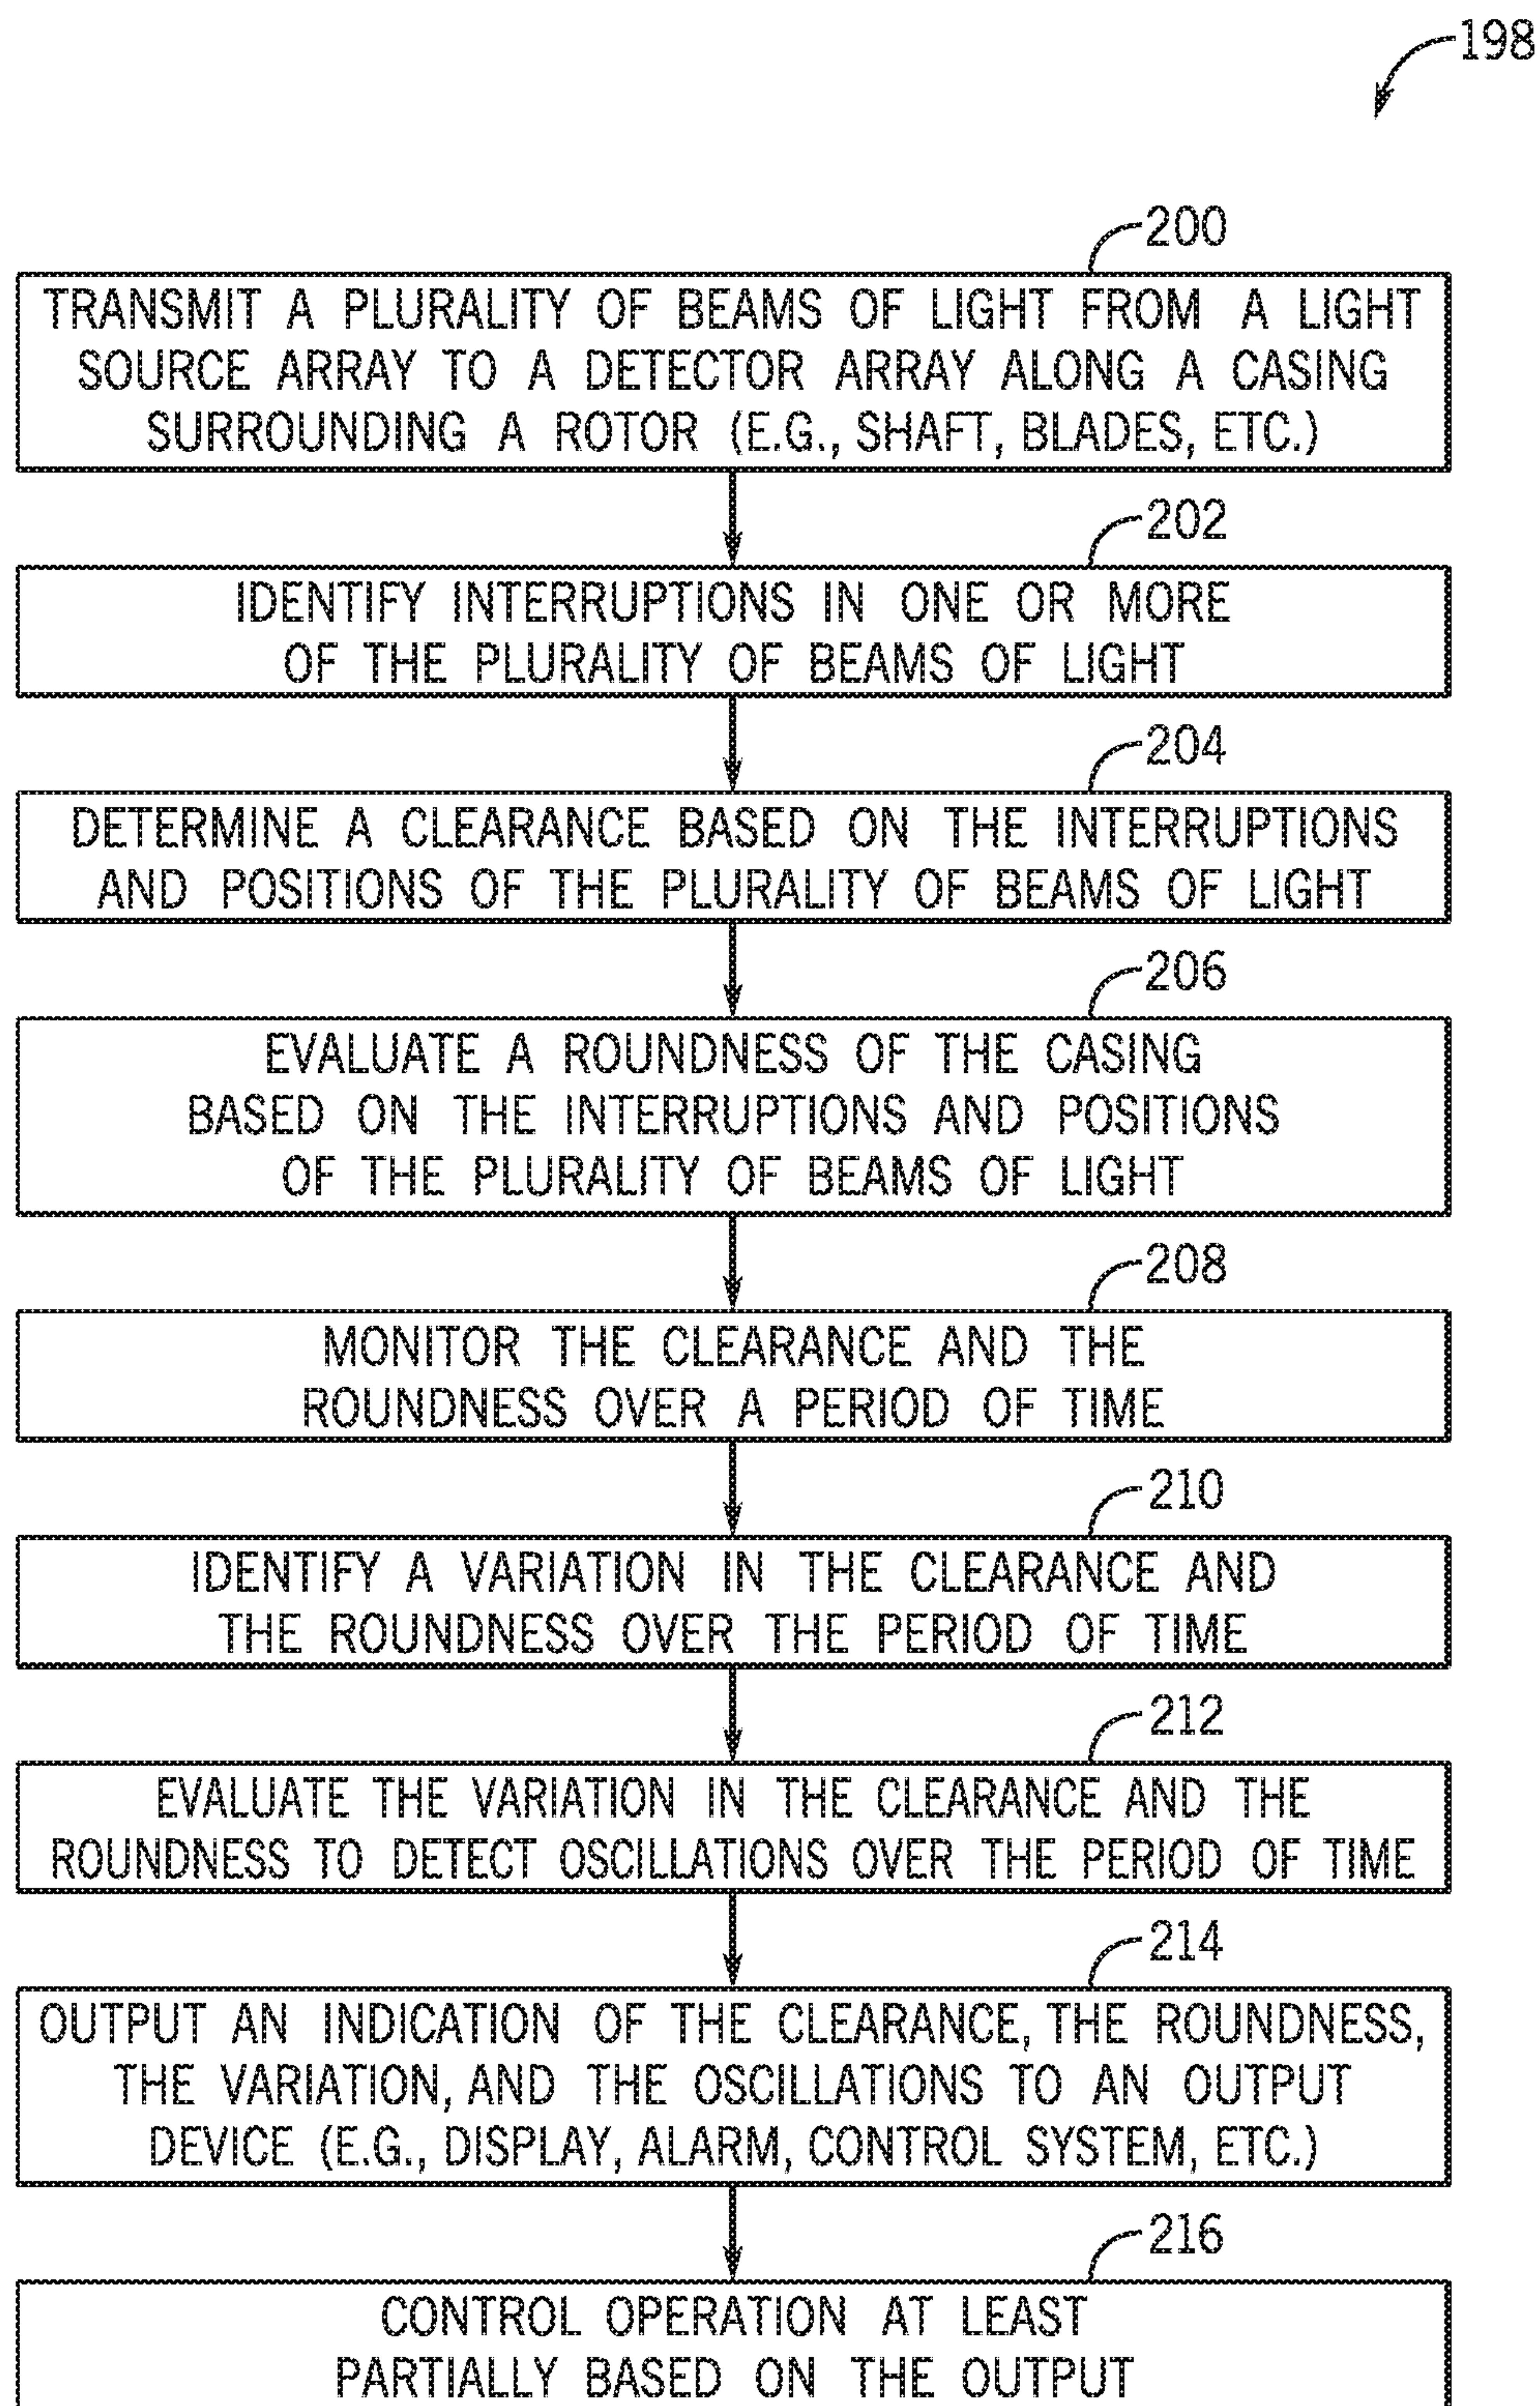 198
200
TRANSMIT A PLURALITY OF BEAMS OF LIGHT FROM A LIGHT
SOURCE ARRAY TO A DETECTOR ARRAY ALONG A CASING
SURROUNDING A ROTOR (E.G., SHAFT, BLADES, ETC.)
202
IDENTIFY INTERRUPTIONS IN ONE OR MORE
OF THE PLURALITY OF BEAMS OF LIGHT
204
DETERMINE A CLEARANCE BASED ON THE INTERRUPTIONS
AND POSITIONS OF THE PLURALITY OF BEAMS OF LIGHT
206
EVALUATE A ROUNDNESS OF THE CASING
BASED ON THE INTERRUPTIONS AND POSITIONS
OF THE PLURALITY OF BEAMS OF LIGHT
208
MONITOR THE CLEARANCE AND THE
ROUNDNESS OVER A PERIOD OF TIME
210
IDENTIFY A VARIATION IN THE CLEARANCE AND
THE ROUNDNESS OVER THE PERIOD OF TIME
212
EVALUATE THE VARIATION IN THE CLEARANCE AND THE
ROUNDNESS TO DETECT OSCILLATIONS OVER THE PERIOD OF TIME
214
OUTPUT AN INDICATION OF THE CLEARANCE, THE ROUNDNESS,
THE VARIATION, AND THE OSCILLATIONS TO AN OUTPUT
DEVICE (E.G., DISPLAY, ALARM, CONTROL SYSTEM, ETC.)
216
CONTROL OPERATION AT LEAST
PARTIALLY BASED ON THE OUTPUT